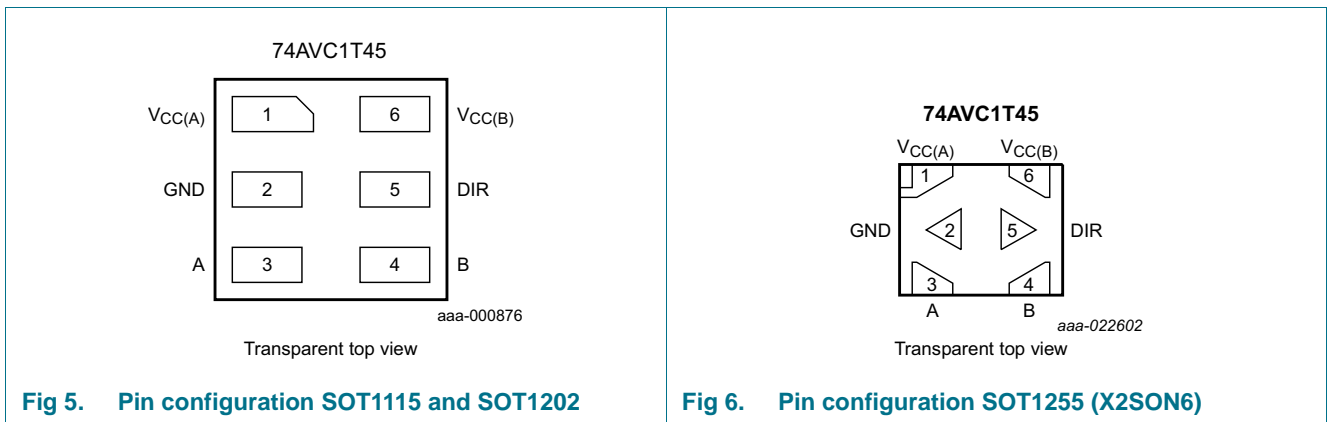 74AVC1T45
VCC(A) 1 6 VCC(B)
GND 2 5 DIR
A 3 4 B
aaa-000876
Transparent top view
Fig 5. Pin configuration SOT1115 and SOT1202
74AVC1T45
VCC(A) VCC(B)
1 6
GND 2 5 DIR
3 4
A B
aaa-022602
Transparent top view
Fig 6. Pin configuration SOT1255 (X2SON6)